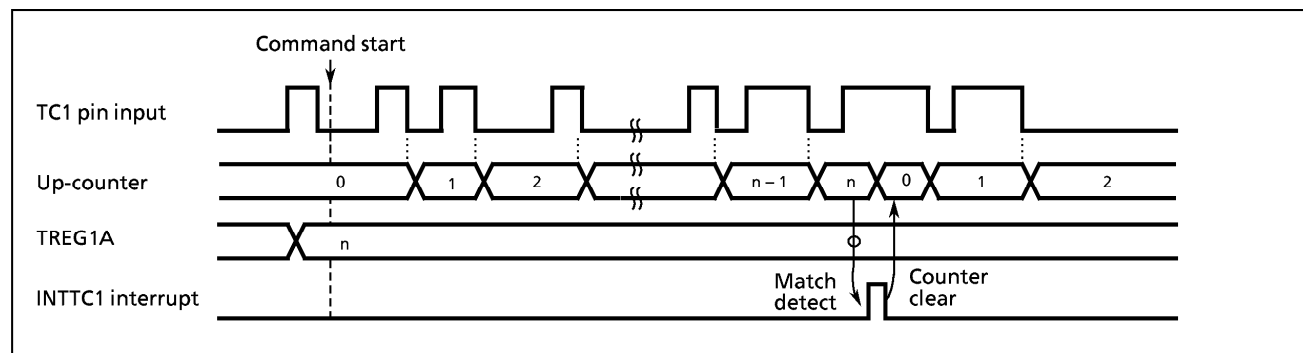 Command start
TC1 pin input
Up-counter 0 1 2 n – 1 n 0 1 2
TREG1A n
Match detect
Counter clear
INTTC1 interrupt